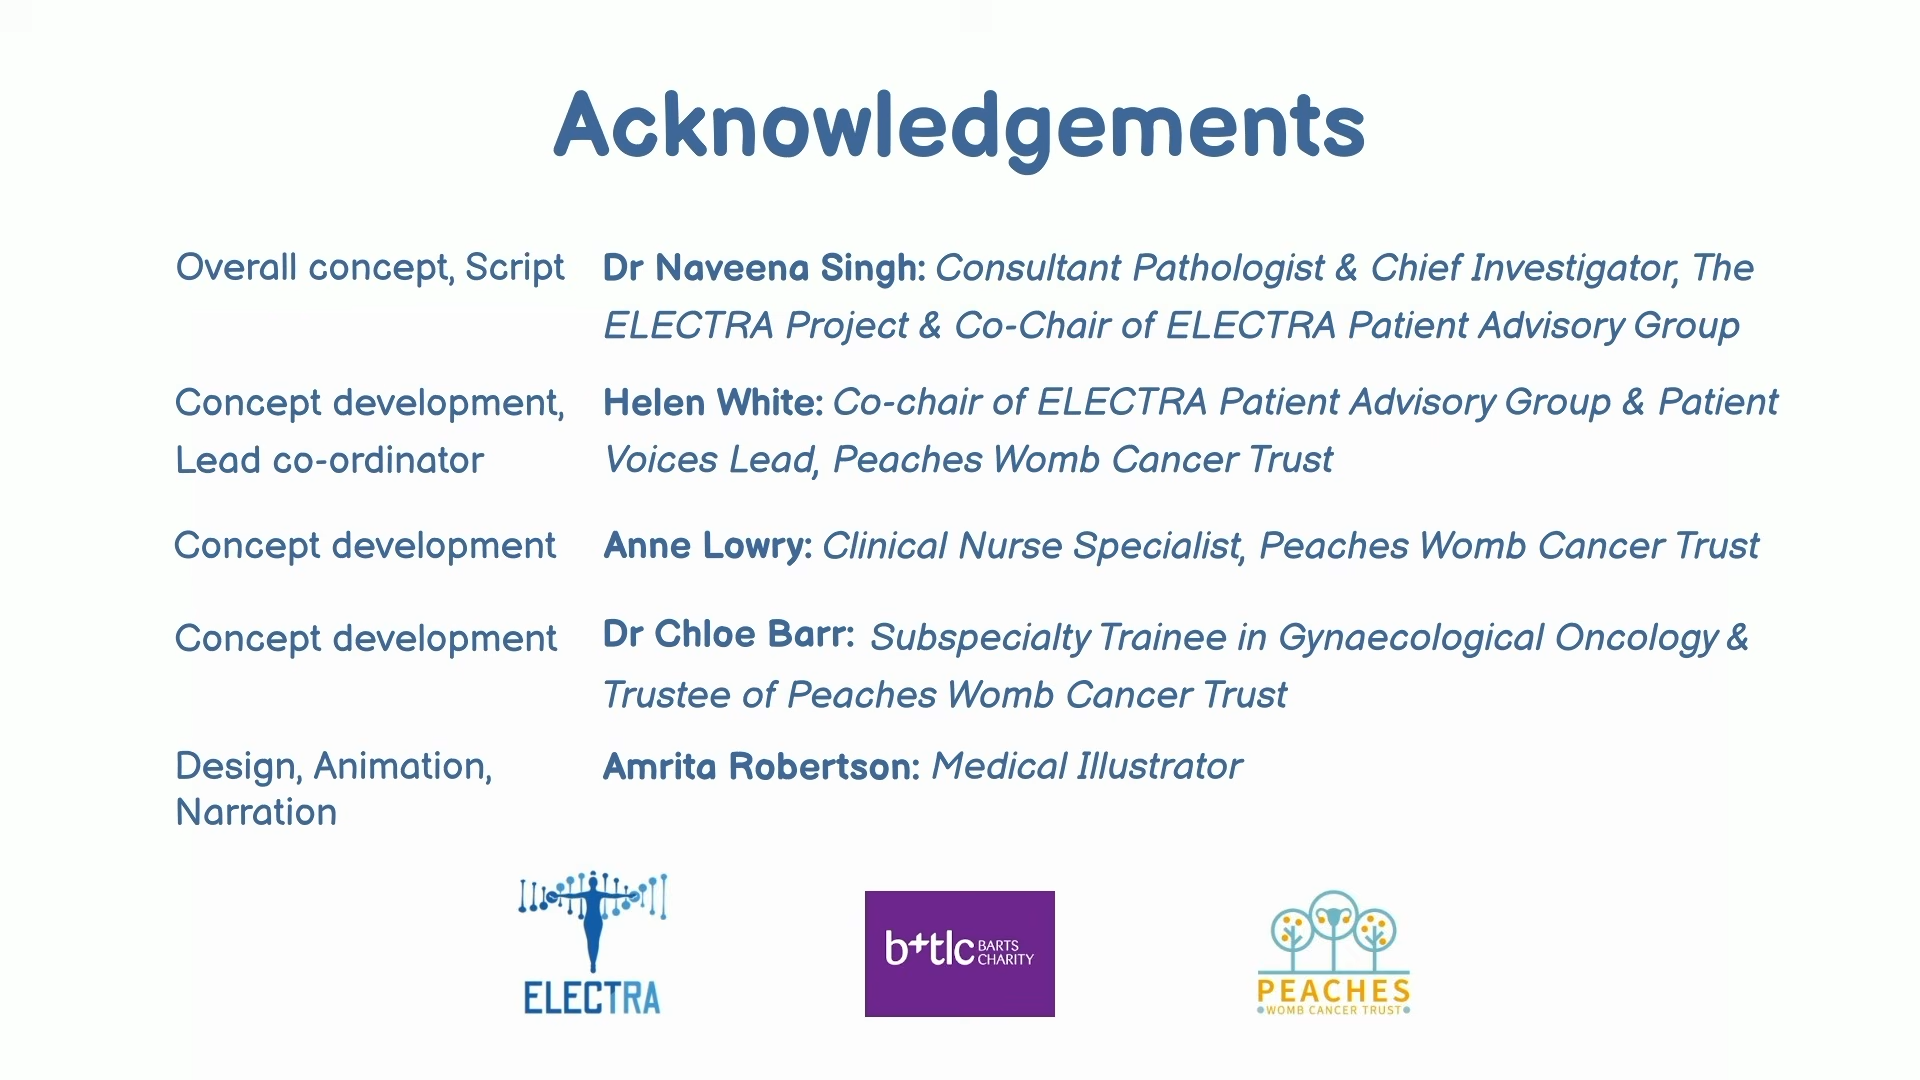 Acknowledgements
Overall concept, Script
Dr Naveena Singh: Consultant Pathologist & Chief Investigator, The
ELECTRA Project & Co-Chair of ELECTRA Patient Advisory Group
Concept development,
Lead co-ordinator
Helen White: Co-chair of ELECTRA Patient Advisory Group & Patient
Voices Lead, Peaches Womb Cancer Trust
Concept development
Anne Lowry: Clinical Nurse Specialist, Peaches Womb Cancer Trust
Concept development
Dr Chloe Barr: Subspecialty Trainee in Gynaecological Oncology &
Trustee of Peaches Womb Cancer Trust
Design, Animation,
Narration
Amrita Robertson: Medical Illustrator
ELECTRA
b+tlc BARTS
CHARITY
PEACHES
•WOMB CANCER TRUST•